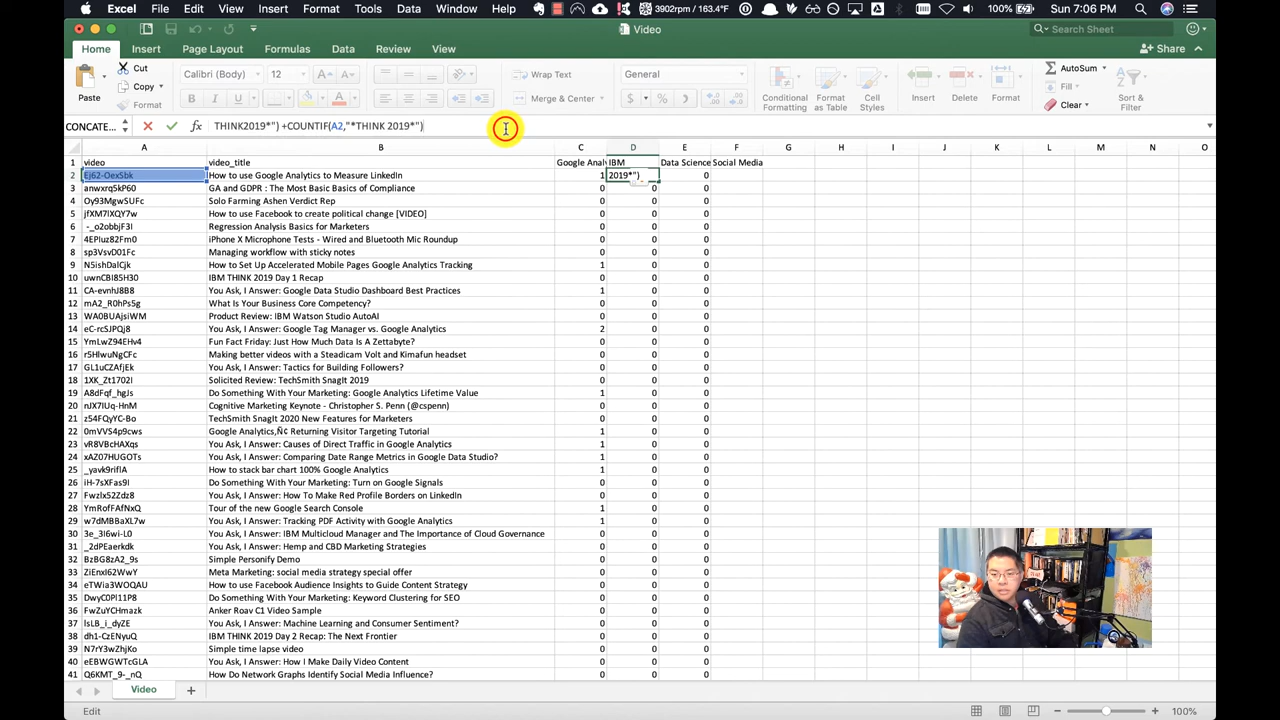 Excel File Edit View Insert Format Tools Data Window Help 3902rpm / 163.4°F 100% Sun 7:06 PM
Video
Search Sheet
Home Insert Page Layout Formulas Data Review View Share
Cut Calibri (Body) 12 Wrap Text General AutoSum
Copy Fill
Paste Format B I U Merge & Center $ % Conditional Formatting Format as Table Cell Styles Insert Delete Format Clear Sort & Filter
CONCATE... fx THINK2019*") +COUNTIF(A2,"*THINK 2019*")
A B C D E F G H I J K L M N O
1 video video_title Google Anal IBM Data Science Social Media
2 Ej62-OexSbk How to use Google Analytics to Measure LinkedIn 1 2019*") 0
3 anwxrq5kP60 GA and GDPR : The Most Basic Basics of Compliance 0 0 0
4 Oy93MgwSUFc Solo Farming Ashen Verdict Rep 0 0 0
5 jfXM7lXQY7w How to use Facebook to create political change [VIDEO] 0 0 0
6 -_o2obbjF3I Regression Analysis Basics for Marketers 0 0 0
7 4EPIuz82Fm0 iPhone X Microphone Tests - Wired and Bluetooth Mic Roundup 0 0 0
8 sp3VsvD01Fc Managing workflow with sticky notes 0 0 0
9 N5ishDalCjk How to Set Up Accelerated Mobile Pages Google Analytics Tracking 1 0 0
10 uwnCBI85H30 IBM THINK 2019 Day 1 Recap 0 0 0
11 CA-evnhJ8B8 You Ask, I Answer: Google Data Studio Dashboard Best Practices 1 0 0
12 mA2_R0hPs5g What Is Your Business Core Competency? 0 0 0
13 WA0BUAjsiWM Product Review: IBM Watson Studio AutoAI 0 0 0
14 eC-rcSJPQj8 You Ask, I Answer: Google Tag Manager vs. Google Analytics 2 0 0
15 YmLwZ94EHv4 Fun Fact Friday: Just How Much Data Is A Zettabyte? 0 0 0
16 r5HlwuNgCFc Making better videos with a Steadicam Volt and Kimafun headset 0 0 0
17 GL1uCZAfjEk You Ask, I Answer: Tactics for Building Followers? 0 0 0
18 1XK_Zt1702I Solicited Review: TechSmith SnagIt 2019 0 0 0
19 A8dFqf_hgJs Do Something With Your Marketing: Google Analytics Lifetime Value 1 0 0
20 nJX7IUq-HnM Cognitive Marketing Keynote - Christopher S. Penn (@cspenn) 0 0 0
21 z54FQyYC-Bo TechSmith SnagIt 2020 New Features for Marketers 0 0 0
22 0mVVS4p9cws Google Analytics‚Ñ¢ Returning Visitor Targeting Tutorial 1 0 0
23 vR8VBcHAXqs You Ask, I Answer: Causes of Direct Traffic in Google Analytics 1 0 0
24 xAZ07HUGOTs You Ask, I Answer: Comparing Date Range Metrics in Google Data Studio? 1 0 0
25 _yavk9rifIA How to stack bar chart 100% Google Analytics 1 0 0
26 iH-7sXFas9I Do Something With Your Marketing: Turn on Google Signals 0 0 0
27 Fwzlx52Zdz8 You Ask, I Answer: How To Make Red Profile Borders on LinkedIn 0 0 0
28 YmRofFAfNxQ Tour of the new Google Search Console 1 0 0
29 w7dMBBaXL7w You Ask, I Answer: Tracking PDF Activity with Google Analytics 1 0 0
30 3e_3I6wi-L0 You Ask, I Answer: IBM Multicloud Manager and The Importance of Cloud Governance 0 0 0
31 _2dPEaerkdk You Ask, I Answer: Hemp and CBD Marketing Strategies 0 0 0
32 BzBG8zA2_9s Simple Personify Demo 0 0 0
33 ZiEnxI62WwY Meta Marketing: social media strategy special offer 0 0 0
34 eTWia3WOQAU How to use Facebook Audience Insights to Guide Content Strategy 0 0 0
35 DwyC0Pl11P8 Do Something With Your Marketing: Keyword Clustering for SEO 0 0 0
36 FwZuYCHmazk Anker Roav C1 Video Sample 0 0 0
37 lsLB_i_dyZE You Ask, I Answer: Machine Learning and Consumer Sentiment? 0 0 0
38 dh1-CzENyuQ IBM THINK 2019 Day 2 Recap: The Next Frontier 0 0 0
39 N7rY3wZhjKo Simple time lapse video 0 0 0
40 eEBWGWTcGLA You Ask, I Answer: How I Make Daily Video Content 0 0 0
41 Q6KMT_9-_nQ How Do Network Graphs Identify Social Media Influence? 0 0 0
Video
Edit 100%